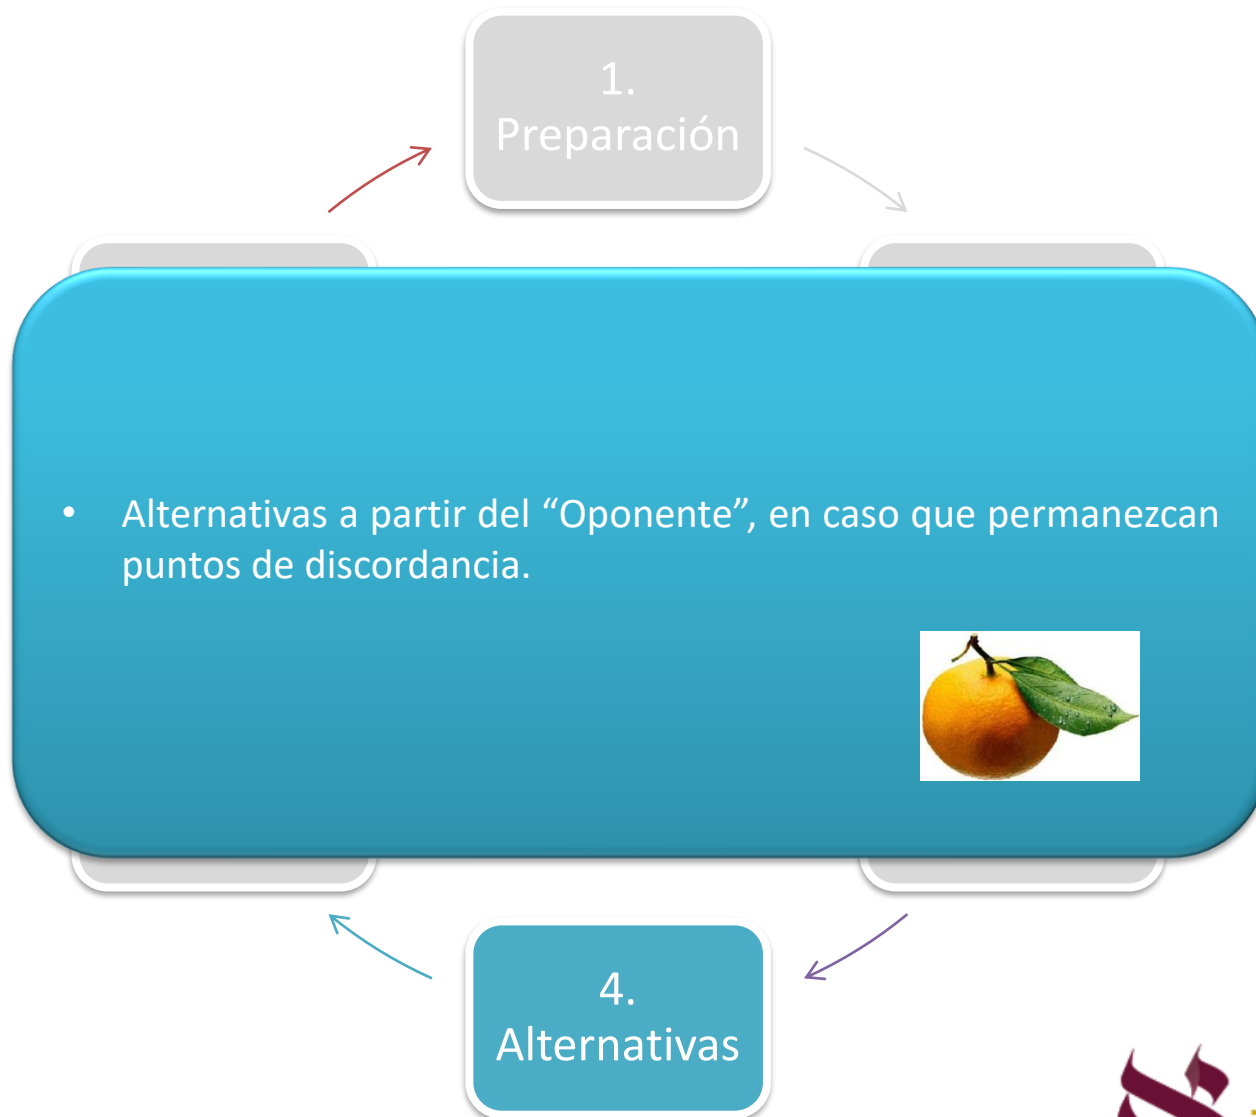 1.
Preparación
• Alternativas a partir del “Oponente”, en caso que permanezcan
puntos de discordancia.
4.
Alternativas